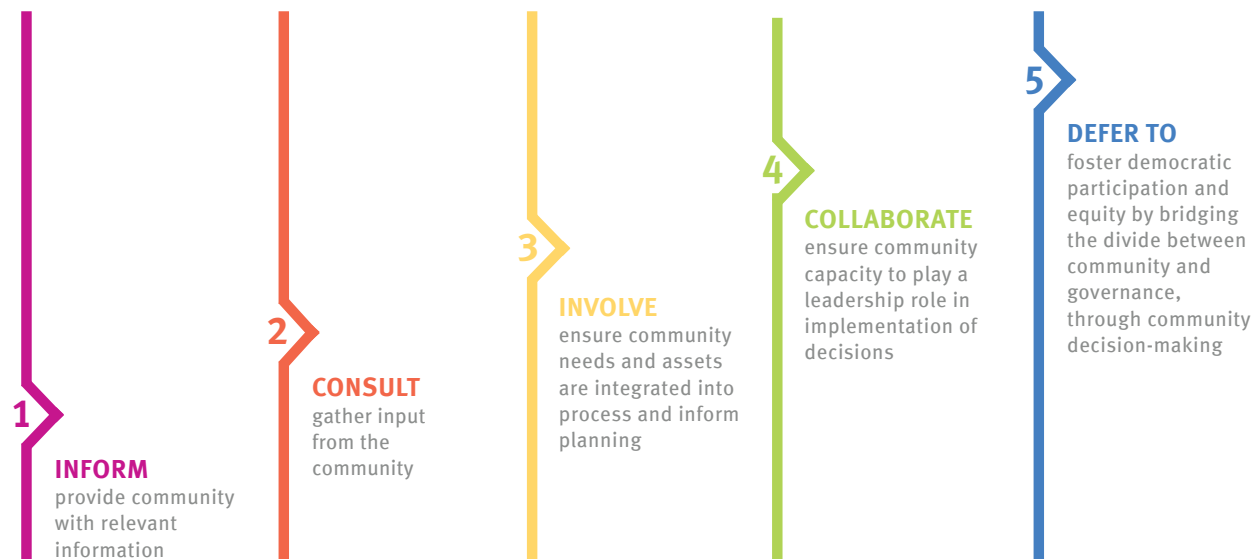 1
INFORM
provide community
with relevant
information
2
CONSULT
gather input
from the
community
3
INVOLVE
ensure community
needs and assets
are integrated into
process and inform
planning
4
COLLABORATE
ensure community
capacity to play a
leadership role in
implementation of
decisions
5
DEFER TO
foster democratic
participation and
equity by bridging
the divide between
community and
governance,
through community
decision-making